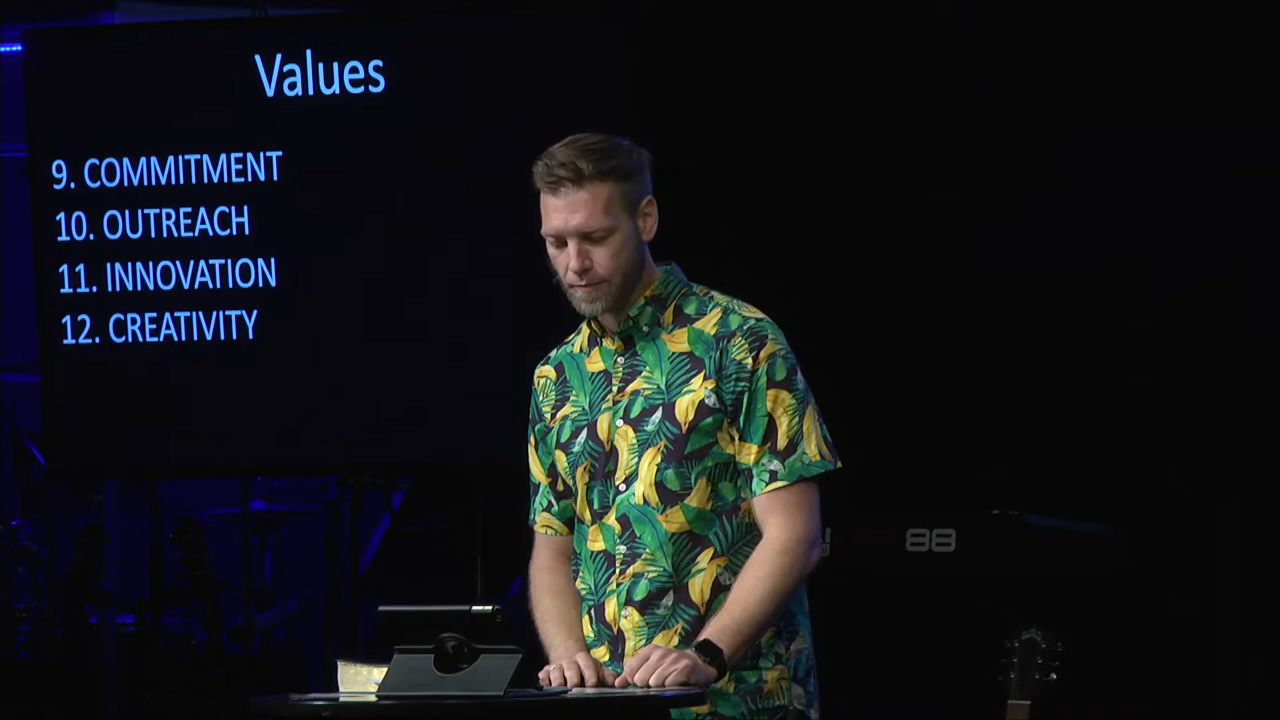 Values
9. COMMITMENT
10. OUTREACH
11. INNOVATION
12. CREATIVITY
88